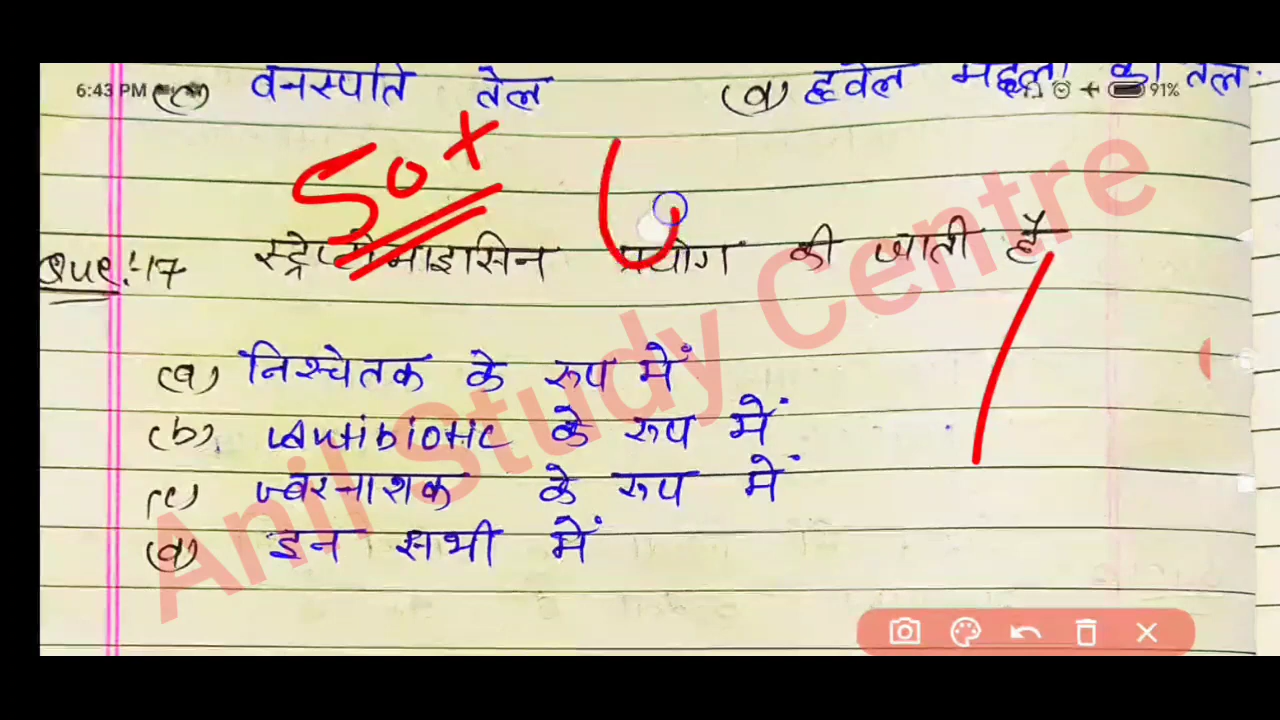 6:43 PM 91%
(c) वनस्पति तेल (d) ह्वेल मछली का तेल
50+
Que.:-17 स्ट्रेप्टोमाइसिन प्रयोग की जाती है
(a) निश्चेतक के रूप में
(b) Antibiotic के रूप में
(c) ज्वरनाशक के रूप में
(d) इन सभी में
Anil Study Centre